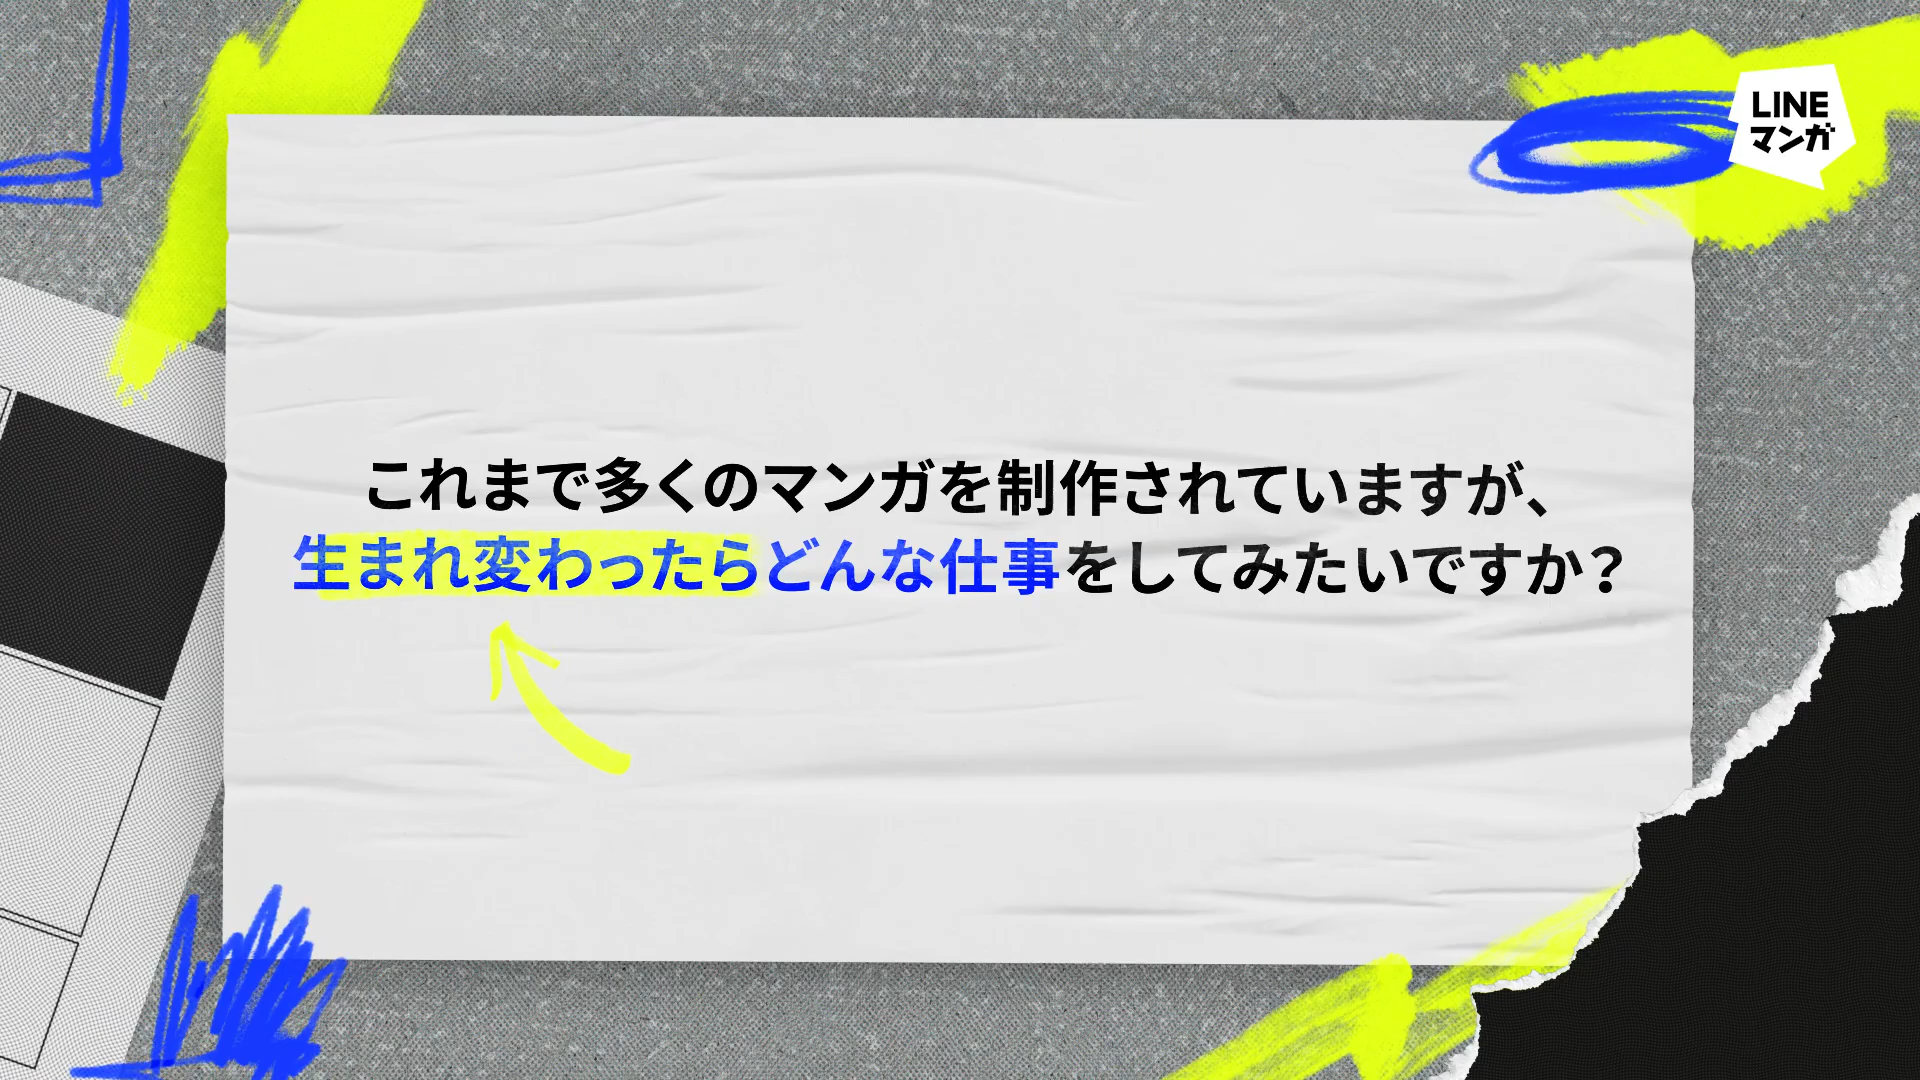 LINE
マンガ
これまで多くのマンガを制作されていますが、
生まれ変わったらどんな仕事をしてみたいですか？